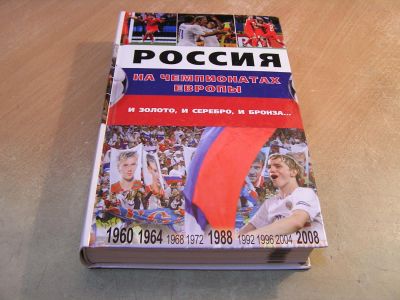 РОССИЯ
НА ЧЕМПИОНАТАХ
ЕВРОПЫ
И ЗОЛОТО, И СЕРЕБРО, И БРОНЗА...
1960 1964 1968 1972 1988 1992 1996 2004 2008